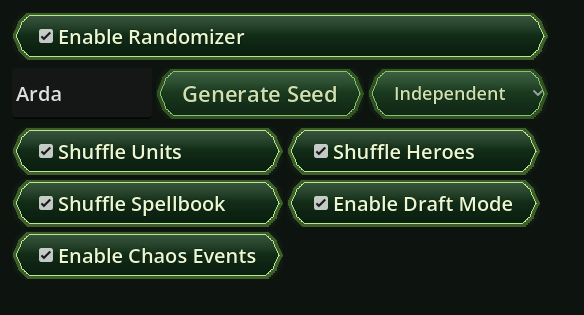 Enable Randomizer
Arda Generate Seed Independent
Shuffle Units Shuffle Heroes
Shuffle Spellbook Enable Draft Mode
Enable Chaos Events